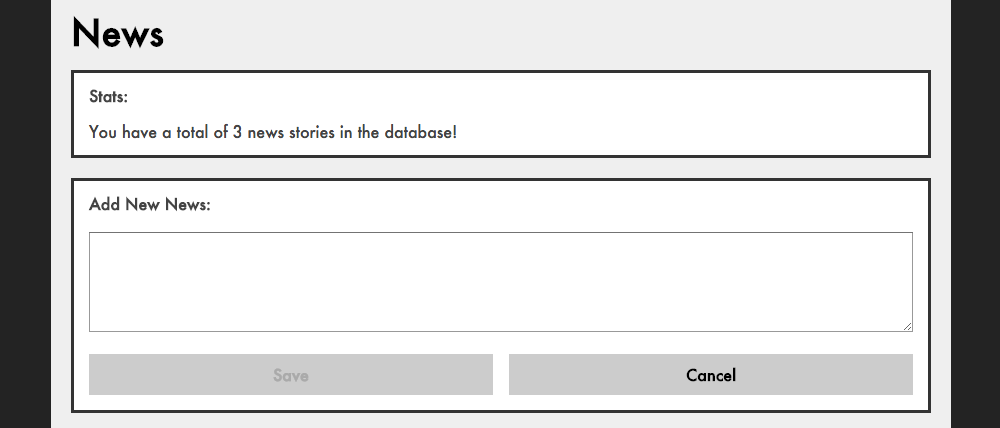 News
Stats:
You have a total of 3 news stories in the database!
Add New News:
Save
Cancel